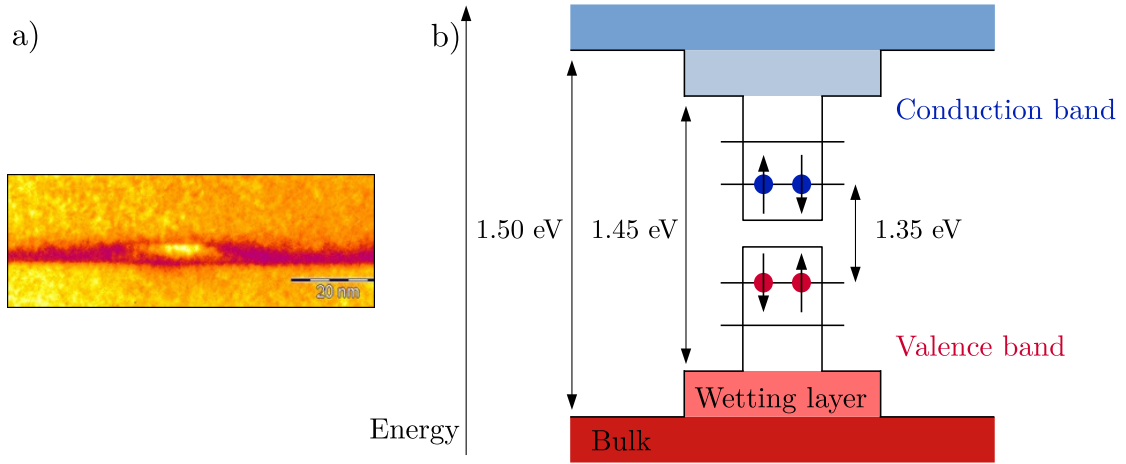 a)
b)
Conduction band
1.50 eV
1.45 eV
1.35 eV
20 nm
Valence band
Wetting layer
Energy
Bulk